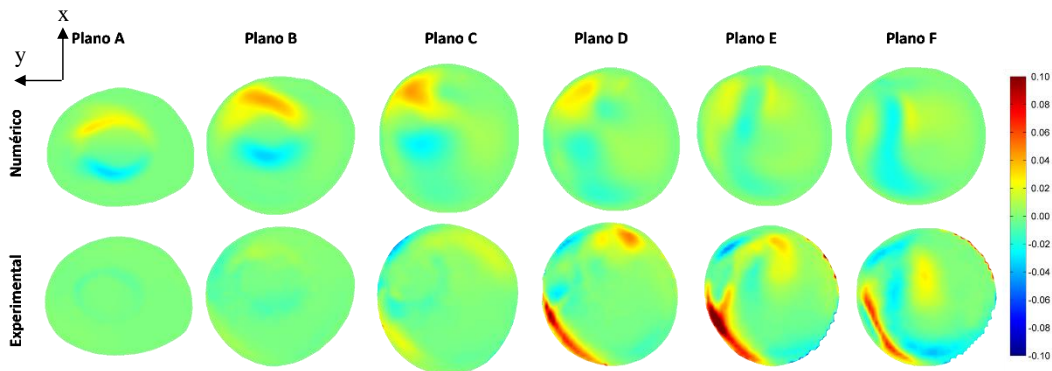 x
y
Plano A
Plano B
Plano C
Plano D
Plano E
Plano F
Numérico
Experimental
0.10
0.08
0.06
0.04
0.02
0.00
-0.02
-0.04
-0.06
-0.08
-0.10